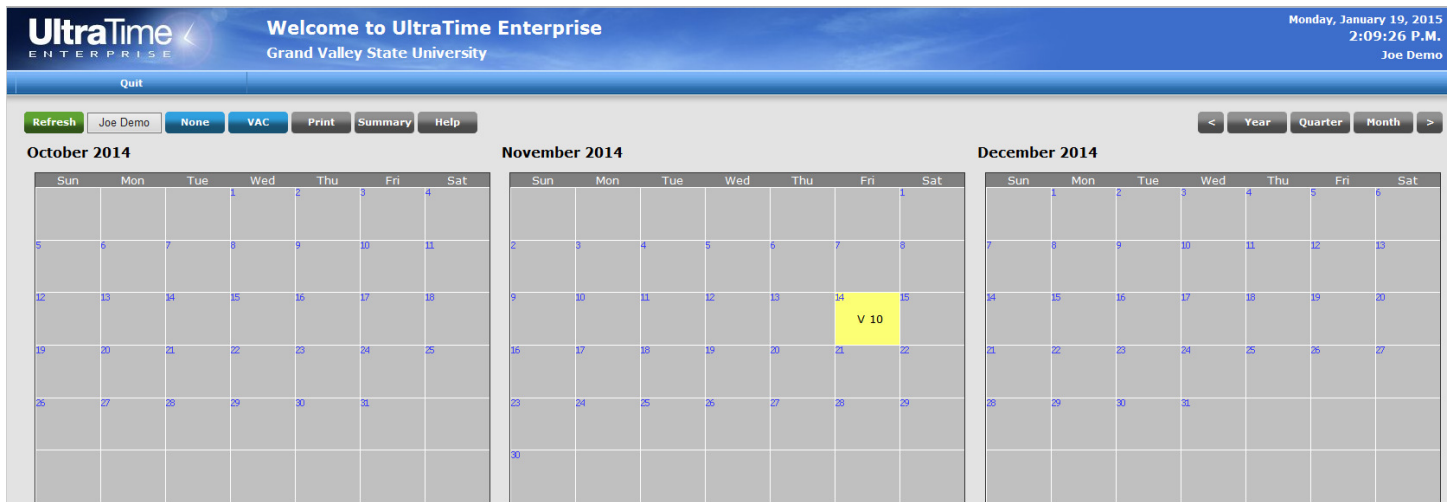 UltraTime
ENTERPRISE
Welcome to UltraTime Enterprise
Grand Valley State University
Monday, January 19, 2015
2:09:26 P.M.
Joe Demo
Quit
Refresh Joe Demo None VAC Print Summary Help < Year Quarter Month >
October 2014
Sun Mon Tue Wed Thu Fri Sat
1 2 3 4
5 6 7 8 9 10 11
12 13 14 15 16 17 18
19 20 21 22 23 24 25
26 27 28 29 30 31
November 2014
Sun Mon Tue Wed Thu Fri Sat
1
2 3 4 5 6 7 8
9 10 11 12 13 14 15
V 10
16 17 18 19 20 21 22
23 24 25 26 27 28 29
30
December 2014
Sun Mon Tue Wed Thu Fri Sat
1 2 3 4 5 6
7 8 9 10 11 12 13
14 15 16 17 18 19 20
21 22 23 24 25 26 27
28 29 30 31